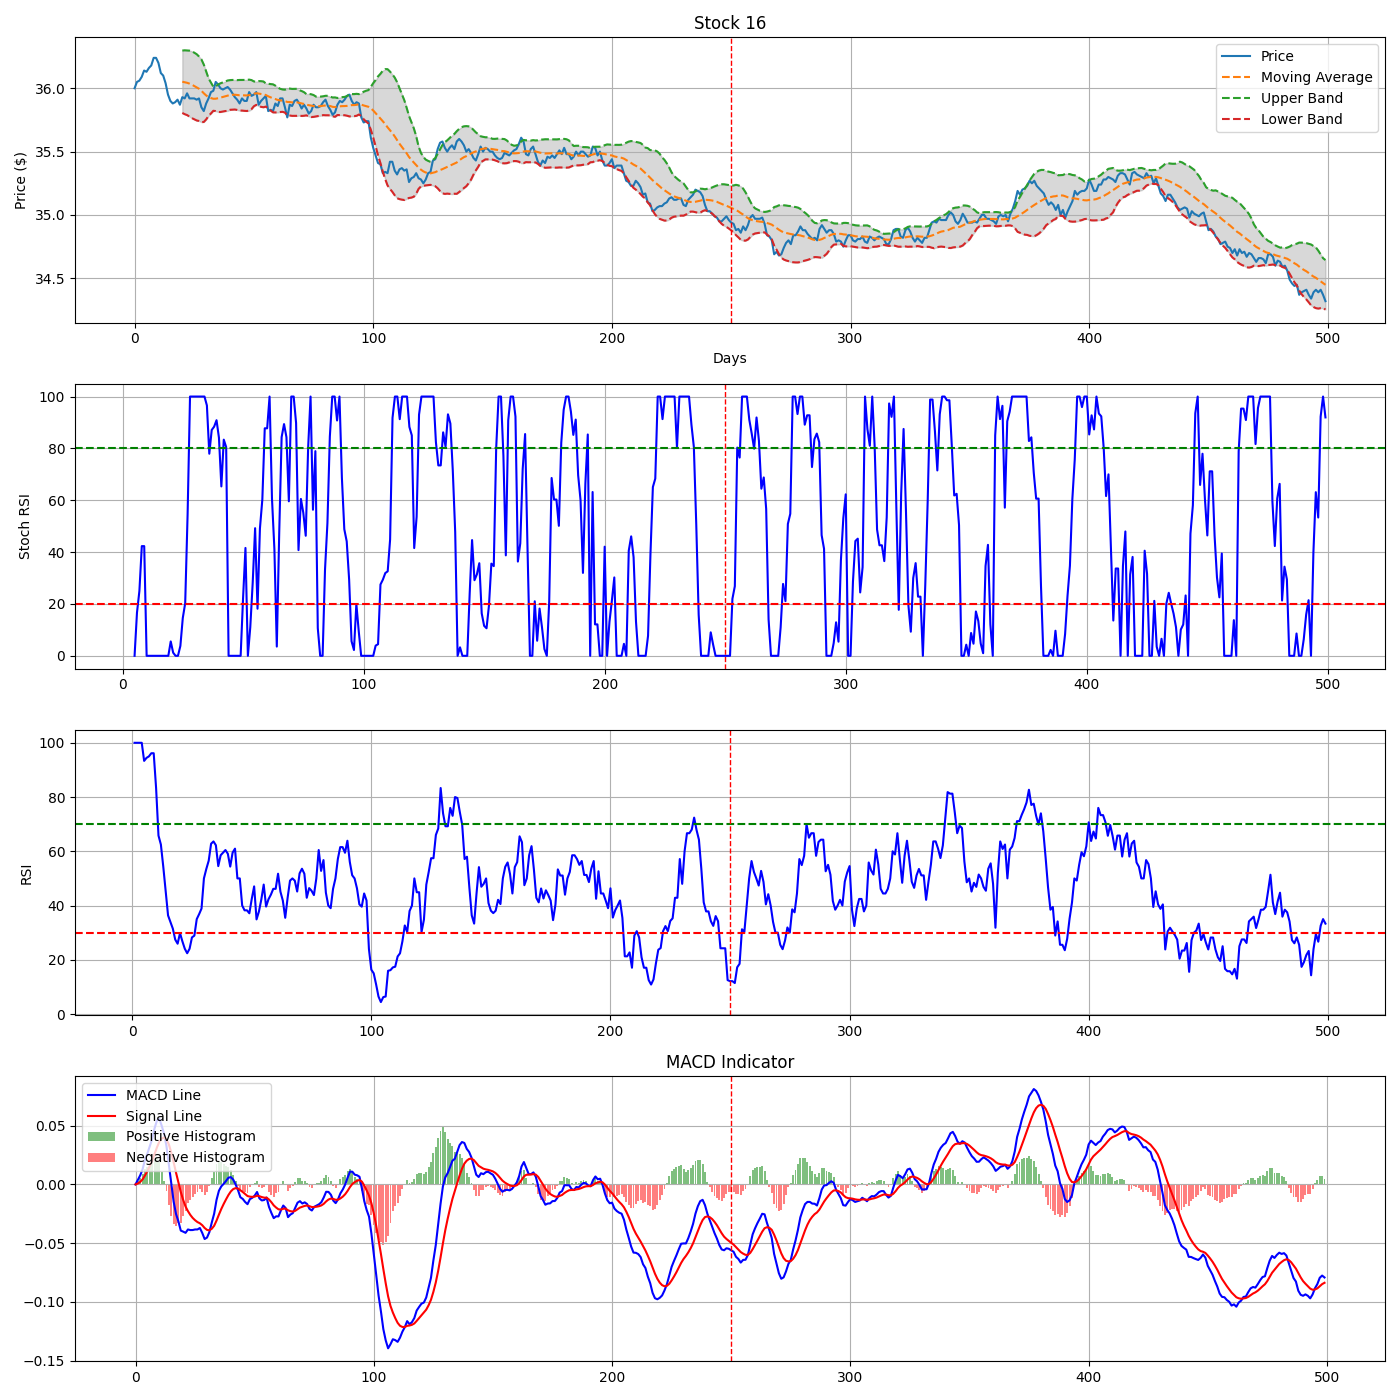 Stock 16
Price ($)
36.0
35.5
35.0
34.5
Price
Moving Average
Upper Band
Lower Band
0 100 200 300 400 500
Days
Stoch RSI
100
80
60
40
20
0
0 100 200 300 400 500
RSI
100
80
60
40
20
0
0 100 200 300 400 500
MACD Indicator
MACD Line
Signal Line
Positive Histogram
Negative Histogram
0.05
0.00
−0.05
−0.10
−0.15
0 100 200 300 400 500